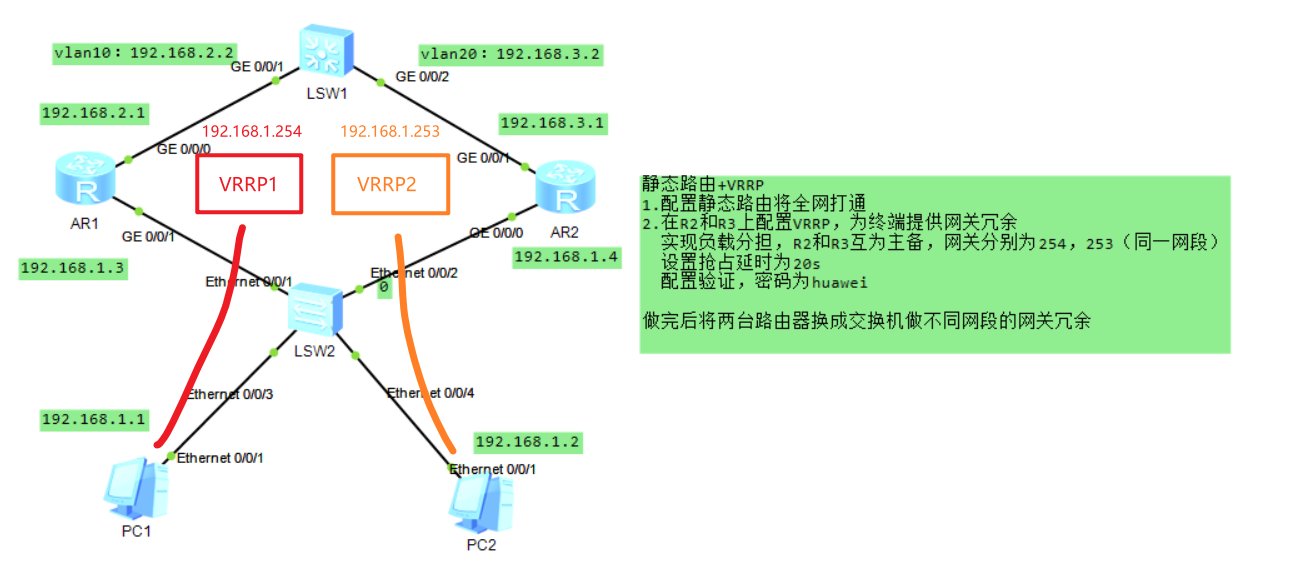 vlan10：192.168.2.2
GE 0/0/1
LSW1
vlan20：192.168.3.2
GE 0/0/2
192.168.2.1
192.168.1.254
192.168.1.253
192.168.3.1
GE 0/0/0
GE 0/0/1
VRRP1
VRRP2
R
AR1
R
AR2
GE 0/0/1
GE 0/0/0
192.168.1.3
192.168.1.4
Ethernet 0/0/1
Ethernet 0/0/2
0
LSW2
Ethernet 0/0/3
Ethernet 0/0/4
192.168.1.1
192.168.1.2
Ethernet 0/0/1
Ethernet 0/0/1
PC1
PC2
静态路由+VRRP
1.配置静态路由将全网打通
2.在R2和R3上配置VRRP，为终端提供网关冗余
实现负载分担，R2和R3互为主备，网关分别为254，253（同一网段）
设置抢占延时为20s
配置验证，密码为huawei
做完后将两台路由器换成交换机做不同网段的网关冗余